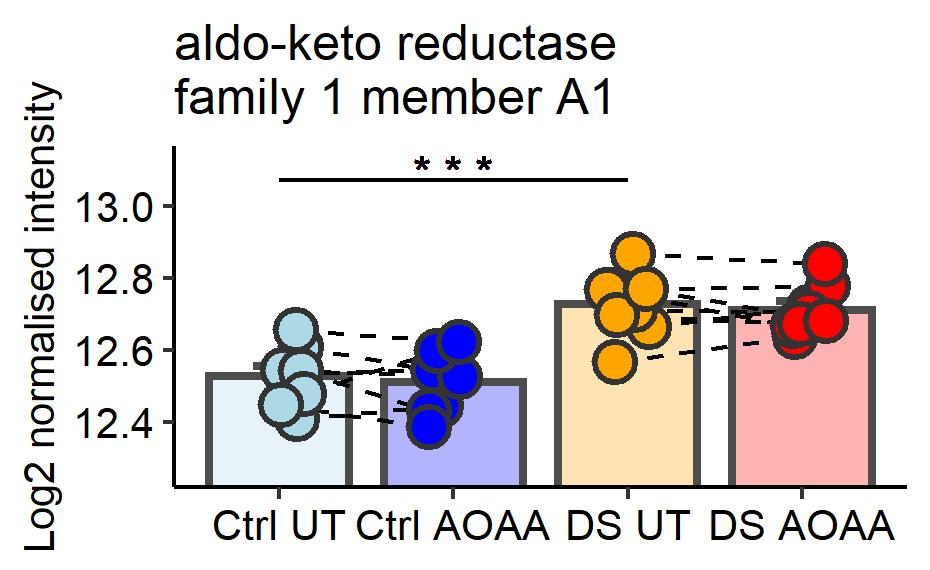 aldo-keto reductase
family 1 member A1
Log2 normalised intensity
* * *
13.0
12.8
12.6
12.4
Ctrl UT Ctrl AOAA DS UT DS AOAA